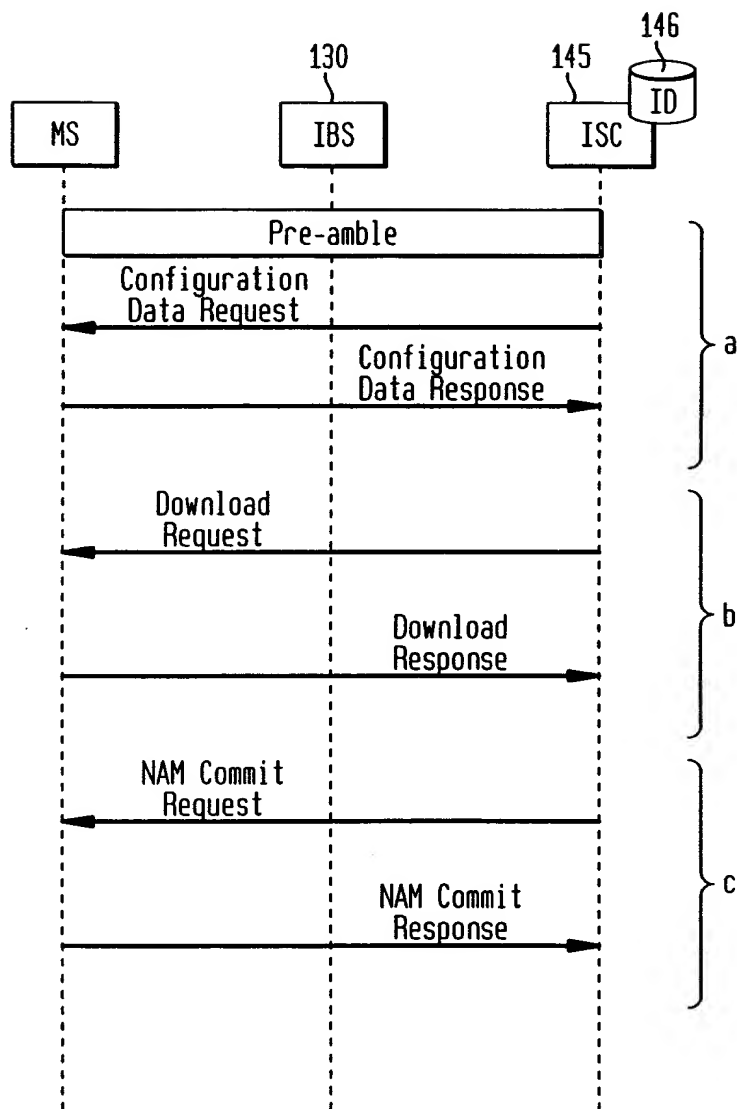 146
130
145
ID
MS
IBS
ISC
Pre-amble
Configuration
Data Request
a
Configuration
Data Response
Download
Request
b
Download
Response
NAM Commit
Request
c
NAM Commit
Response